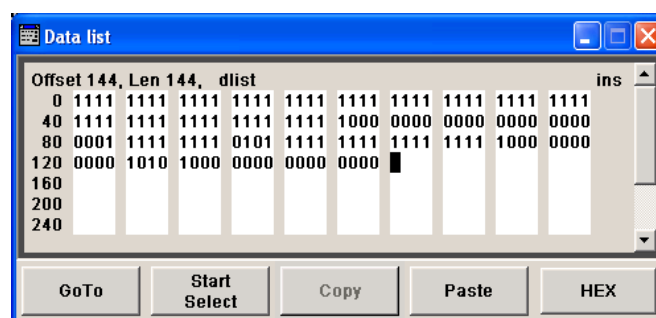 Data list
Offset 144, Len 144, dlist ins
0 1111 1111 1111 1111 1111 1111 1111 1111 1111 1111
40 1111 1111 1111 1111 1111 1000 0000 0000 0000 0000
80 0001 1111 1111 0101 1111 1111 1111 1111 1000 0000
120 0000 1010 1000 0000 0000 0000
160
200
240
GoTo Start Select Copy Paste HEX